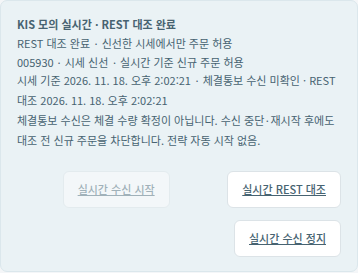 KIS 모의 실시간 · REST 대조 완료
REST 대조 완료 · 신선한 시세에서만 주문 허용
005930 · 시세 신선 · 실시간 기준 신규 주문 허용
시세 기준 2026. 11. 18. 오후 2:02:21 · 체결통보 수신 미확인 · REST
대조 2026. 11. 18. 오후 2:02:21
체결통보 수신은 체결 수량 확정이 아닙니다. 수신 중단·재시작 후에도
대조 전 신규 주문을 차단합니다. 전략 자동 시작 없음.
실시간 수신 시작
실시간 REST 대조
실시간 수신 정지